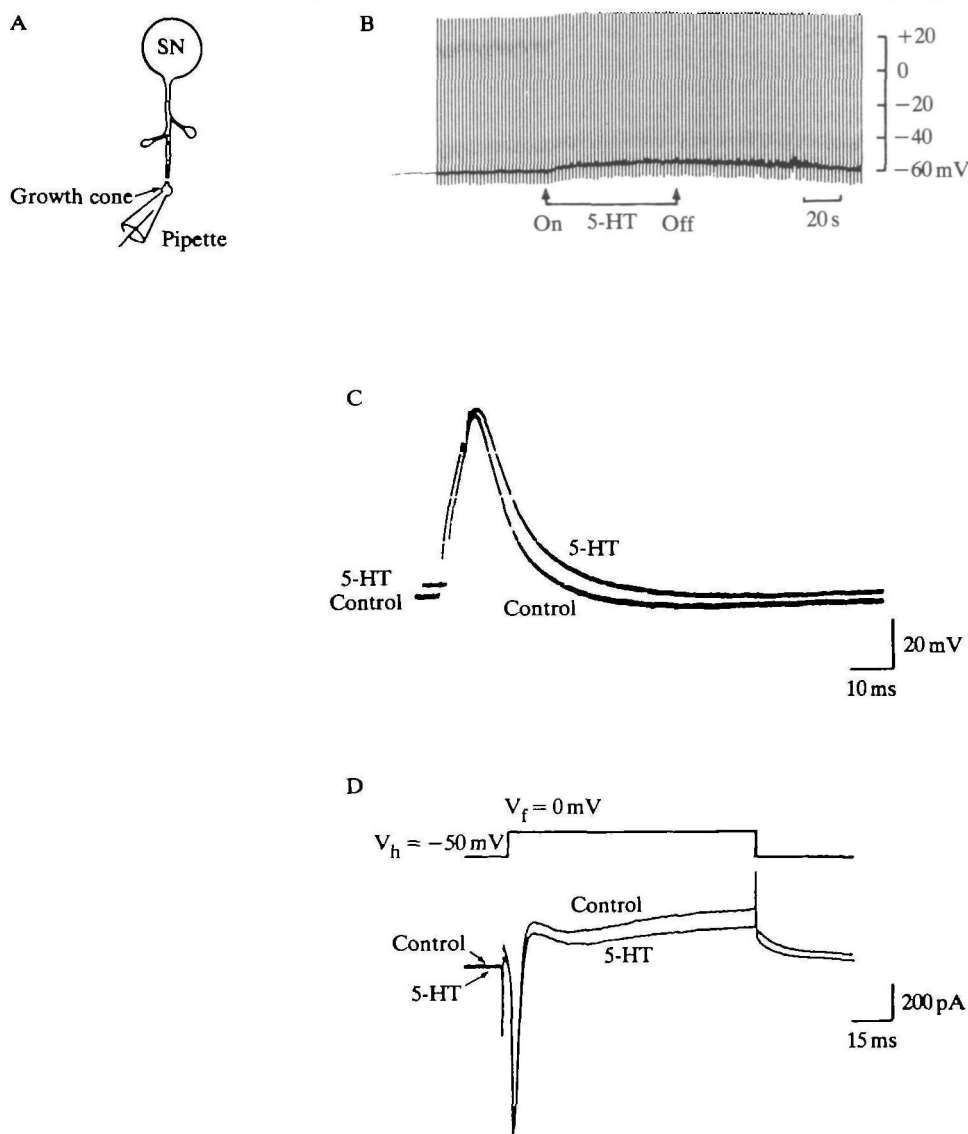 A
SN
Growth cone
Pipette
B
+20
0
−20
−40
−60 mV
On 5-HT Off
20 s
C
5-HT
Control
5-HT
Control
20 mV
10 ms
D
V_f = 0 mV
V_h = −50 mV
Control
5-HT
Control
5-HT
200 pA
15 ms